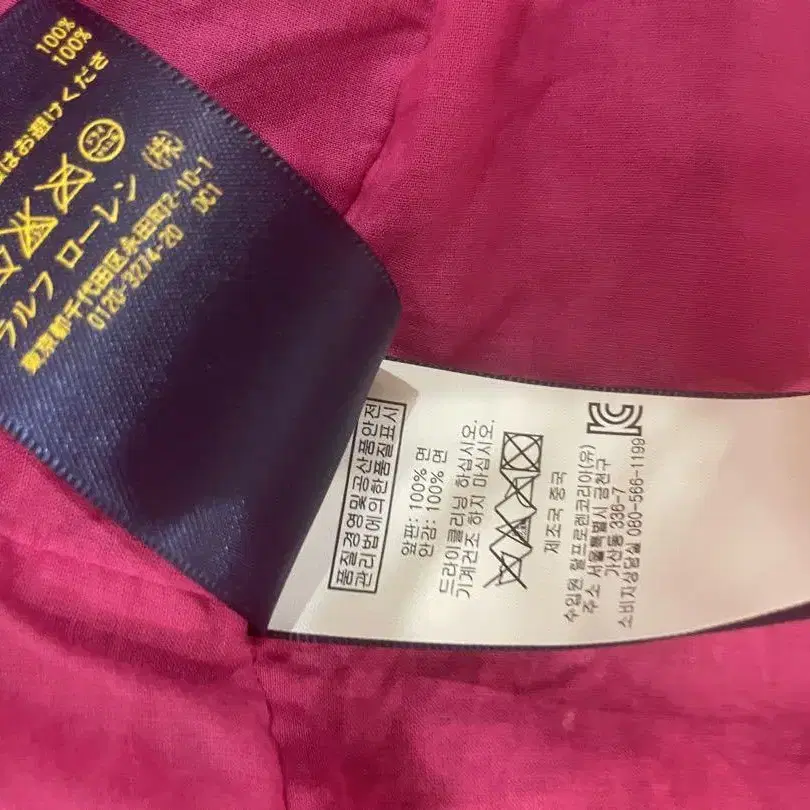 100%
100%
はお避けくださ
ラルフ ローレン (株)
東京都千代田区永田町2-10-1
0120-3274-20 DC1
품질경영및공산품안전
관리법에의한품질표시
앞판: 100% 면
안감: 100% 면
드라이클리닝 하십시오.
기계건조 하지 마십시오.
제조국 중국
수입원 랄프로렌코리아(유)
주소 서울특별시 금천구
가산동 336-7
소비자상담실 080-566-1199